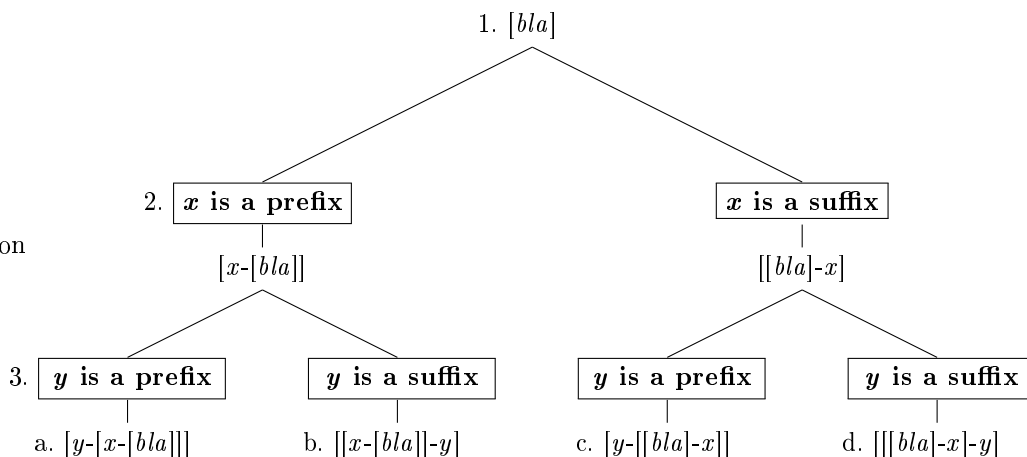 1. [bla]
2. x is a prefix x is a suffix
on
[x-[bla]] [[bla]-x]
3. y is a prefix y is a suffix y is a prefix y is a suffix
a. [y-[x-[bla]]] b. [[x-[bla]]-y] c. [y-[[bla]-x]] d. [[[bla]-x]-y]